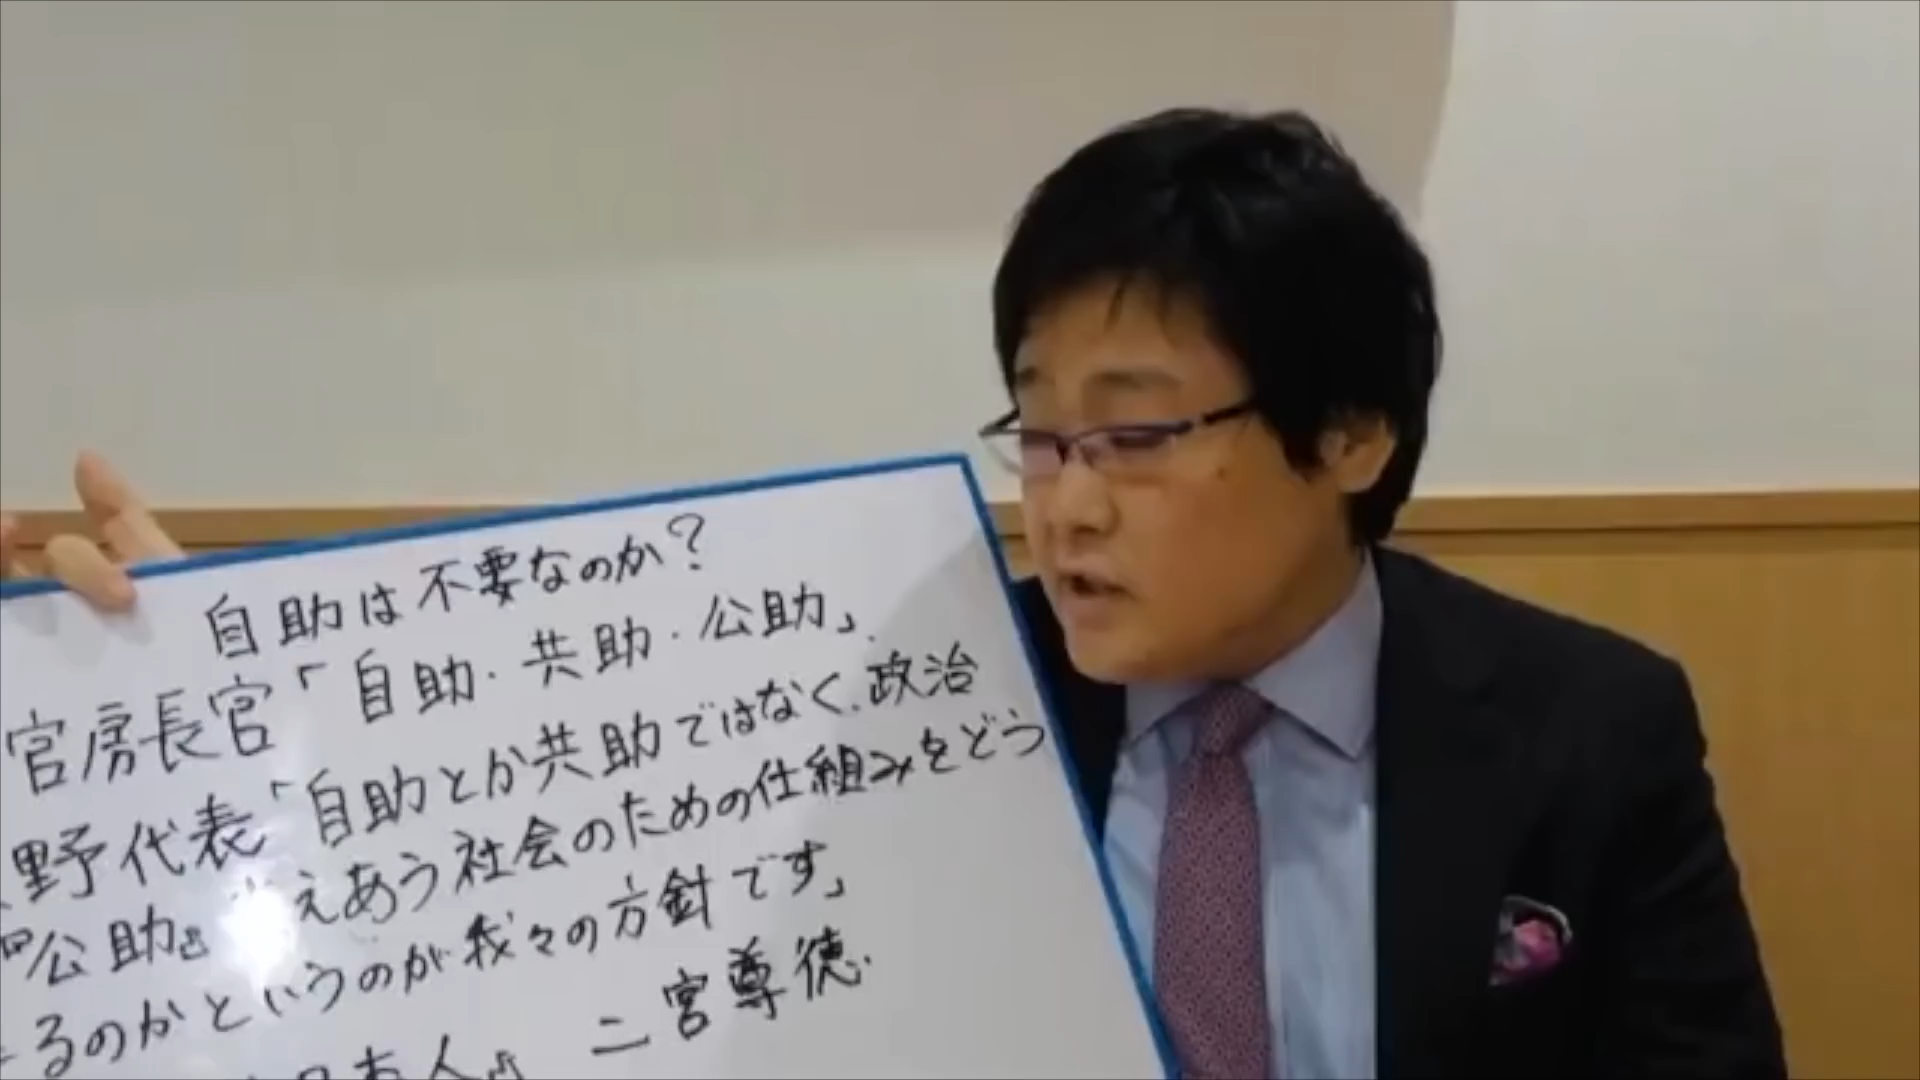 自助は不要なのか?
官房長官「自助・共助・公助」.
野代表「自助とか共助ではなく、政治
『公助』 えあう社会のための仕組みをどう
るのかというのが我々の方針です」
人』 二宮尊徳.